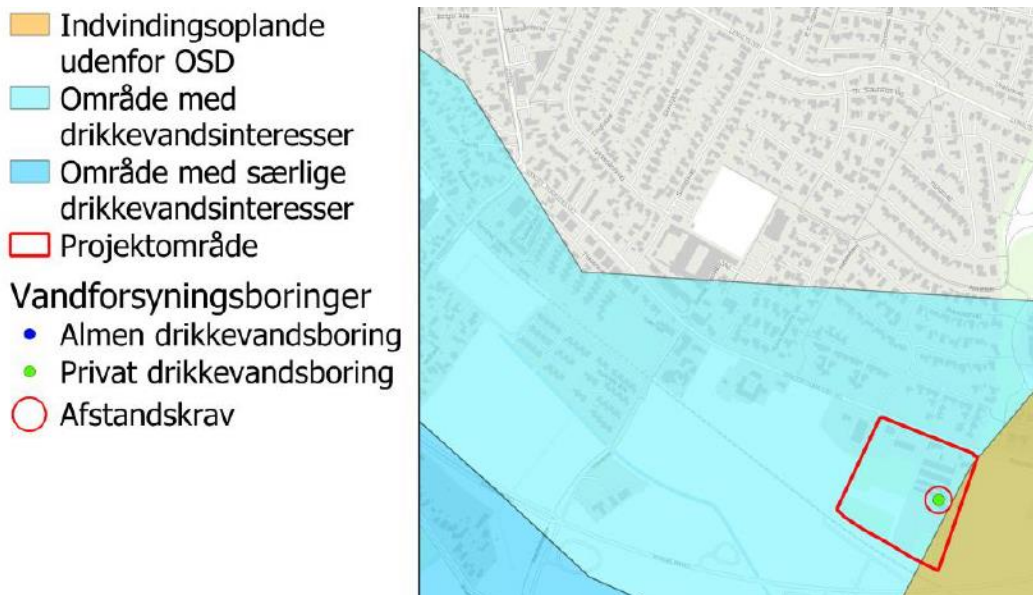 Indvindingsoplande
udenfor OSD
Område med
drikkevandsinteresser
Område med særlige
drikkevandsinteresser
Projektområde
Vandforsyningsboringer
Almen drikkevandsboring
Privat drikkevandsboring
Afstandskrav